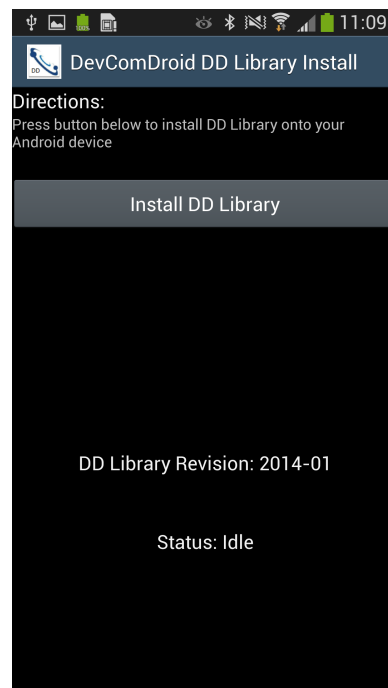 11:09
DD
DevComDroid DD Library Install
Directions:
Press button below to install DD Library onto your
Android device
Install DD Library
DD Library Revision: 2014-01
Status: Idle